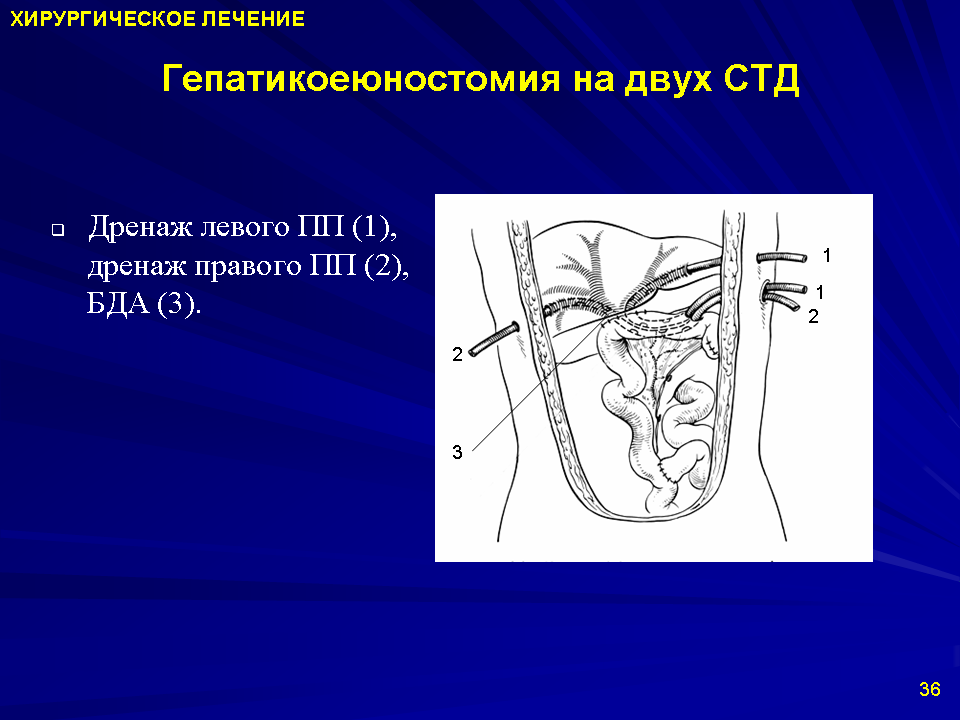 ХИРУРГИЧЕСКОЕ ЛЕЧЕНИЕ
Гепатикоеюностомия на двух СТД
Дренаж левого ПП (1),
дренаж правого ПП (2),
БДА (3).
1
1
2
2
3
36